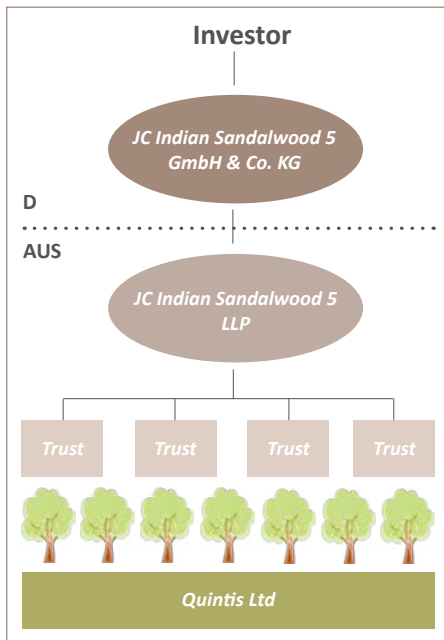 Investor
JC Indian Sandalwood 5
GmbH & Co. KG
D
AUS
JC Indian Sandalwood 5
LLP
Trust Trust Trust Trust
Quintis Ltd